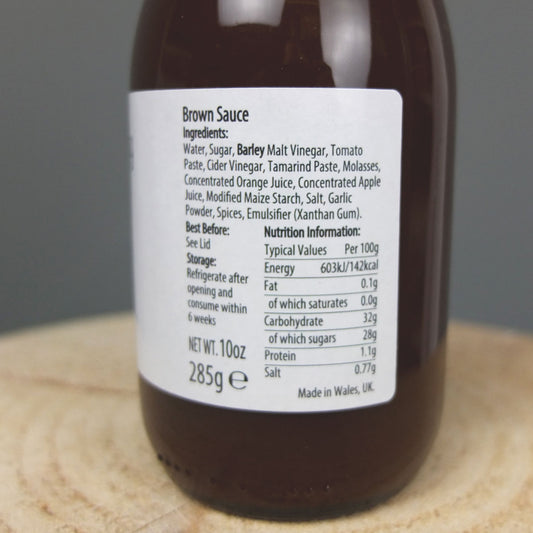 Brown Sauce
Ingredients:
Water, Sugar, Barley Malt Vinegar, Tomato
Paste, Cider Vinegar, Tamarind Paste, Molasses,
Concentrated Orange Juice, Concentrated Apple
Juice, Modified Maize Starch, Salt, Garlic
Powder, Spices, Emulsifier (Xanthan Gum).
Best Before:
See Lid
Storage:
Refrigerate after
opening and
consume within
6 weeks
NET WT. 10oz
285g ℮
Nutrition Information:
Typical Values Per 100g
Energy 603kJ/142kcal
Fat 0.1g
of which saturates 0.0g
Carbohydrate 32g
of which sugars 28g
Protein 1.1g
Salt 0.77g
Made in Wales, UK.